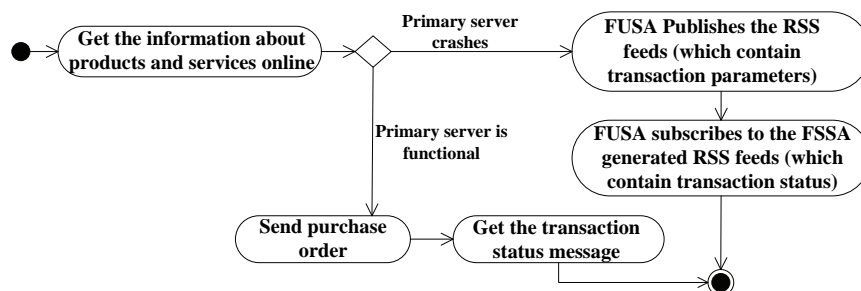 Get the information about
products and services online
Primary server
crashes
FUSA Publishes the RSS
feeds (which contain
transaction parameters)
Primary server is
functional
FUSA subscribes to the FSSA
generated RSS feeds (which
contain transaction status)
Send purchase
order
Get the transaction
status message